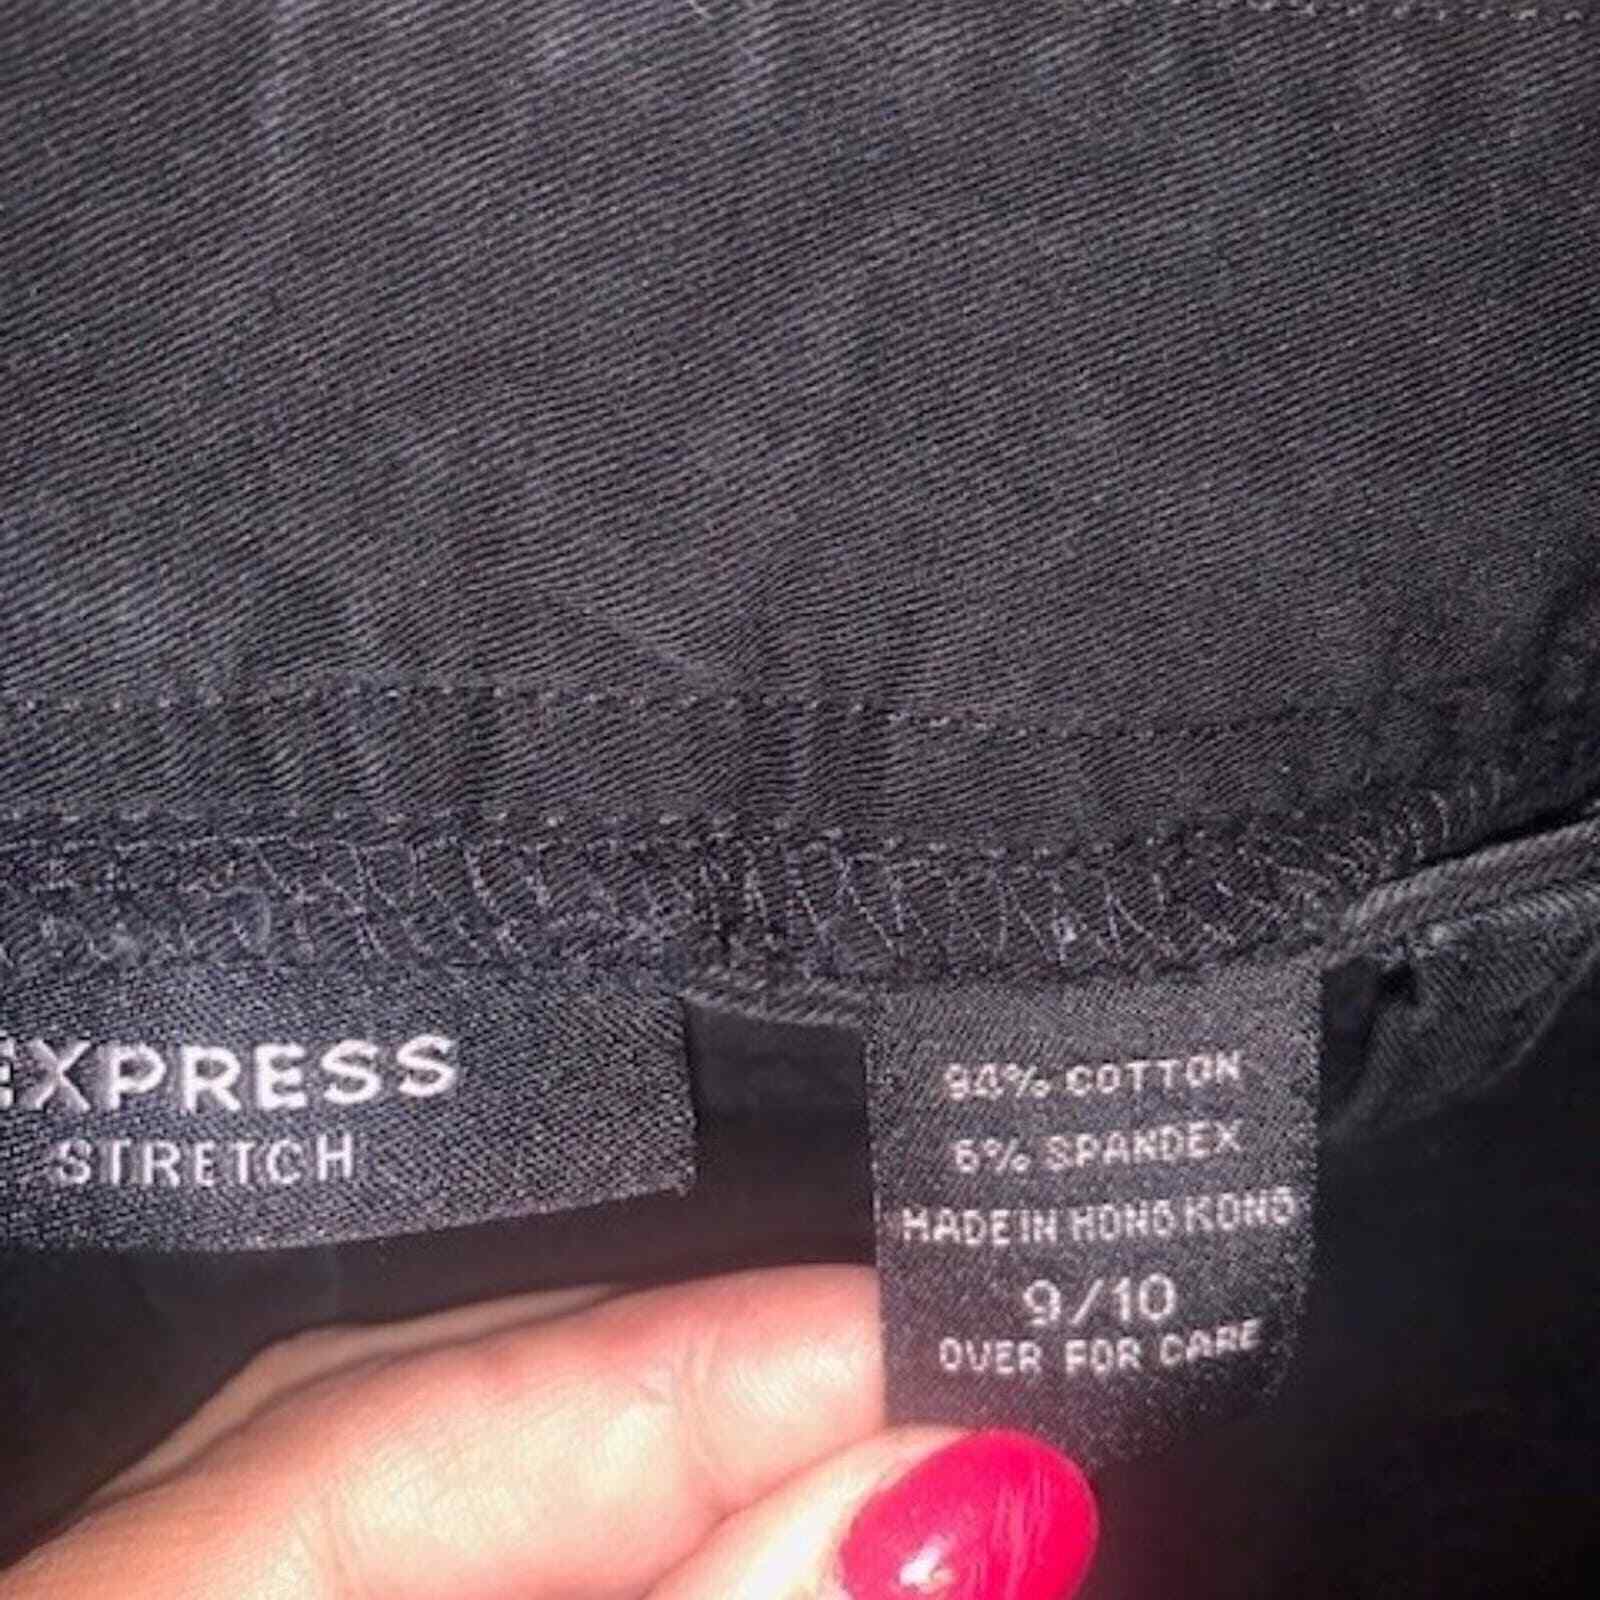 EXPRESS
STRETCH
94% COTTON
6% SPANDEX
MADE IN HONG KONG
9/10
OVER FOR CARE